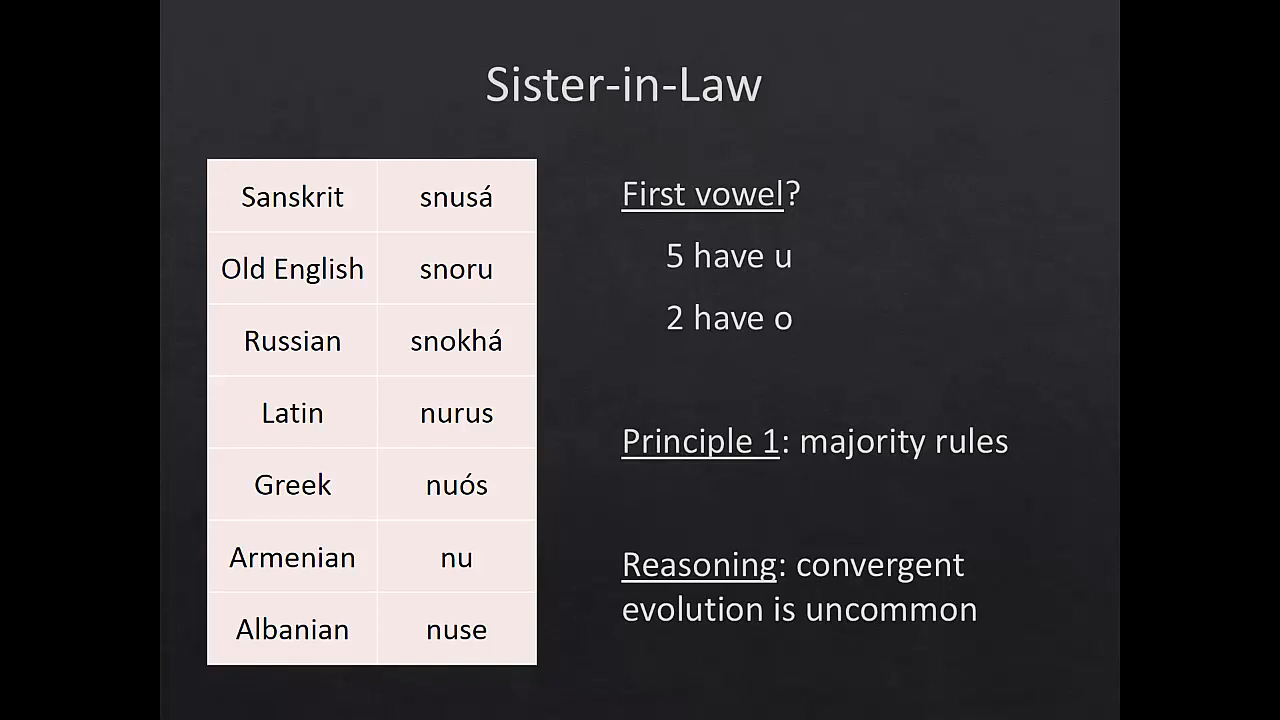 Sister-in-Law
Sanskrit snusá
Old English snoru
Russian snokhá
Latin nurus
Greek nuós
Armenian nu
Albanian nuse
First vowel?
5 have u
2 have o
Principle 1: majority rules
Reasoning: convergent
evolution is uncommon